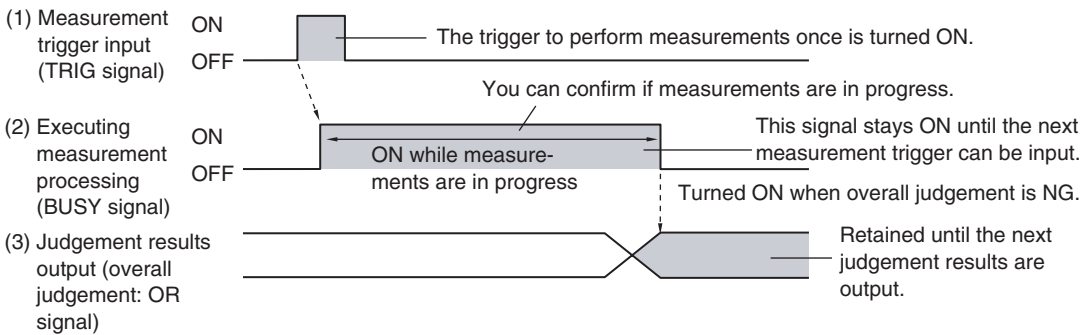 (1) Measurement
trigger input
(TRIG signal)
ON
OFF
The trigger to perform measurements once is turned ON.
You can confirm if measurements are in progress.
(2) Executing
measurement
processing
(BUSY signal)
ON
OFF
ON while measure-
ments are in progress
This signal stays ON until the next
measurement trigger can be input.
Turned ON when overall judgement is NG.
(3) Judgement results
output (overall
judgement: OR
signal)
Retained until the next
judgement results are
output.